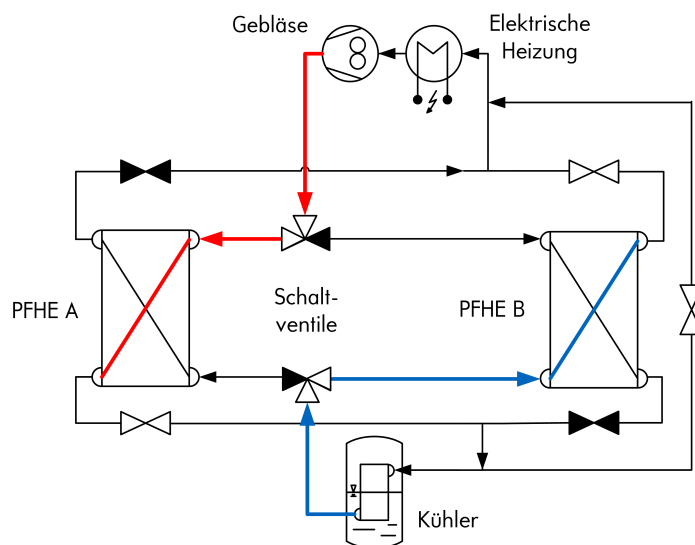 Gebläse
Elektrische
Heizung
PFHE A
Schalt-
ventile
PFHE B
Kühler